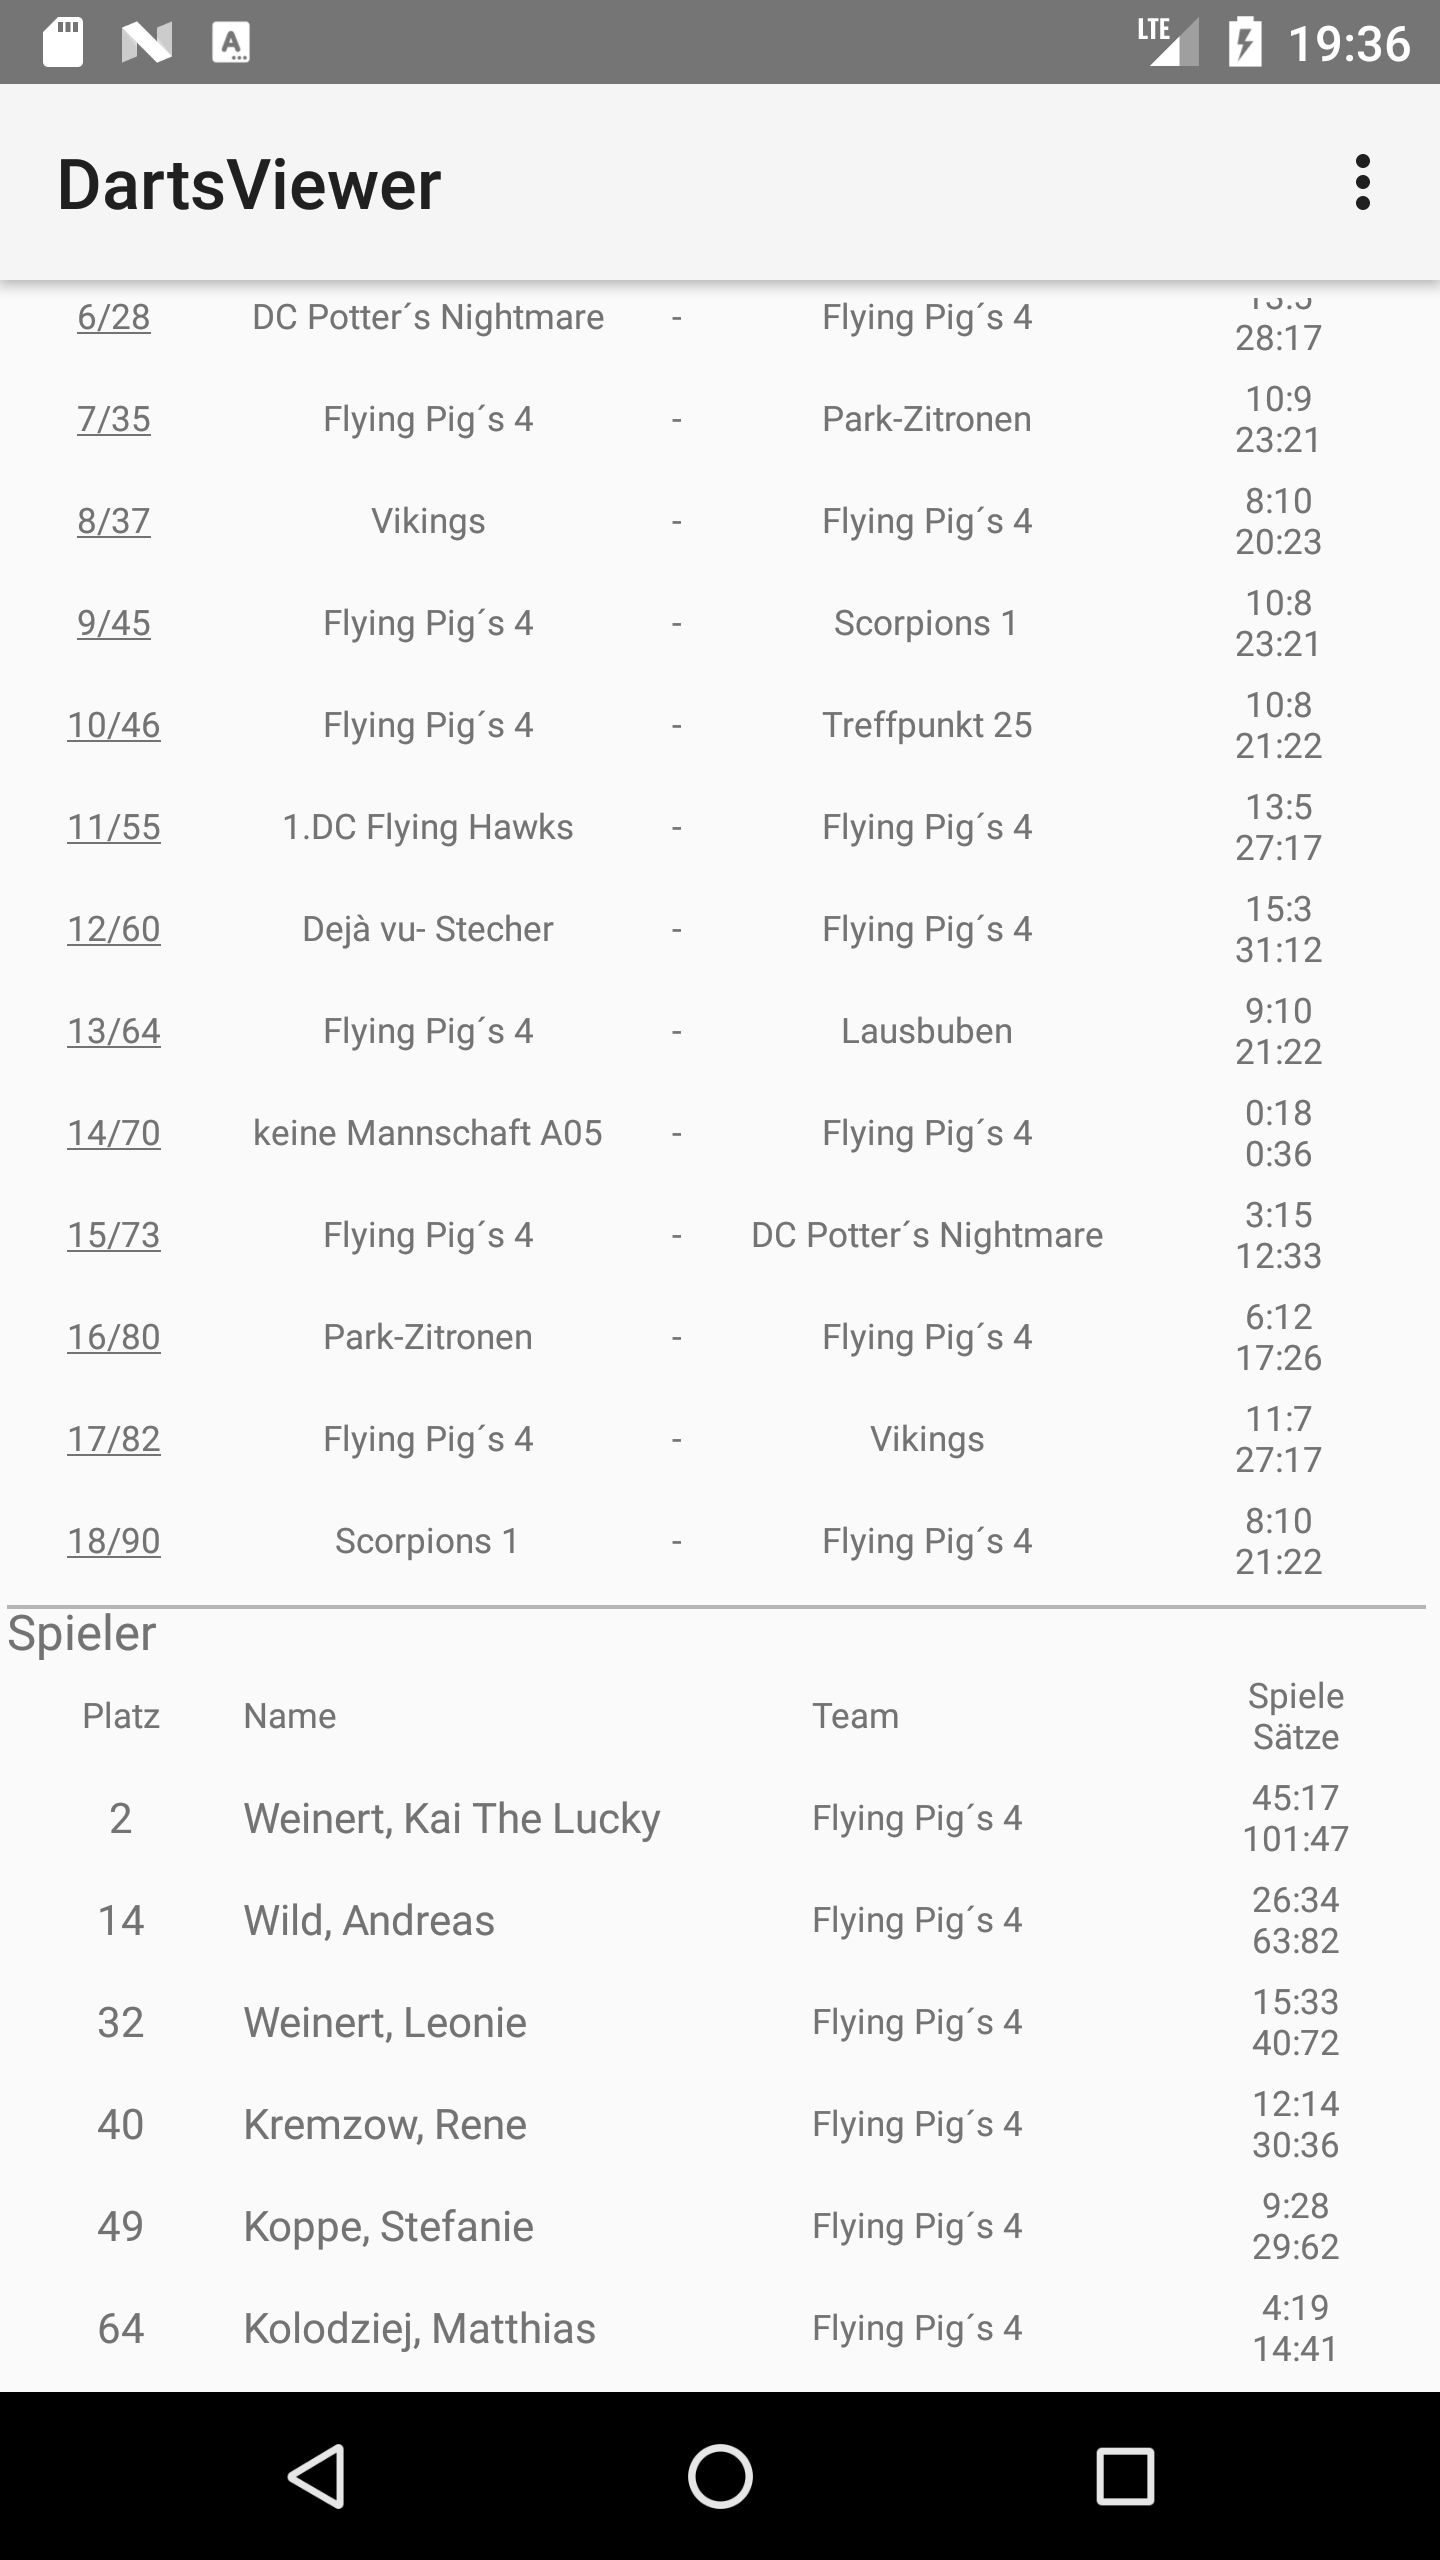 LTE 19:36
DartsViewer
6/28 DC Potter´s Nightmare - Flying Pig´s 4
28:17
7/35 Flying Pig´s 4 - Park-Zitronen 10:9
23:21
8/37 Vikings - Flying Pig´s 4 8:10
20:23
9/45 Flying Pig´s 4 - Scorpions 1 10:8
23:21
10/46 Flying Pig´s 4 - Treffpunkt 25 10:8
21:22
11/55 1.DC Flying Hawks - Flying Pig´s 4 13:5
27:17
12/60 Dejà vu- Stecher - Flying Pig´s 4 15:3
31:12
13/64 Flying Pig´s 4 - Lausbuben 9:10
21:22
14/70 keine Mannschaft A05 - Flying Pig´s 4 0:18
0:36
15/73 Flying Pig´s 4 - DC Potter´s Nightmare 3:15
12:33
16/80 Park-Zitronen - Flying Pig´s 4 6:12
17:26
17/82 Flying Pig´s 4 - Vikings 11:7
27:17
18/90 Scorpions 1 - Flying Pig´s 4 8:10
21:22
Spieler
Platz Name Team Spiele
Sätze
2 Weinert, Kai The Lucky Flying Pig´s 4 45:17
101:47
14 Wild, Andreas Flying Pig´s 4 26:34
63:82
32 Weinert, Leonie Flying Pig´s 4 15:33
40:72
40 Kremzow, Rene Flying Pig´s 4 12:14
30:36
49 Koppe, Stefanie Flying Pig´s 4 9:28
29:62
64 Kolodziej, Matthias Flying Pig´s 4 4:19
14:41